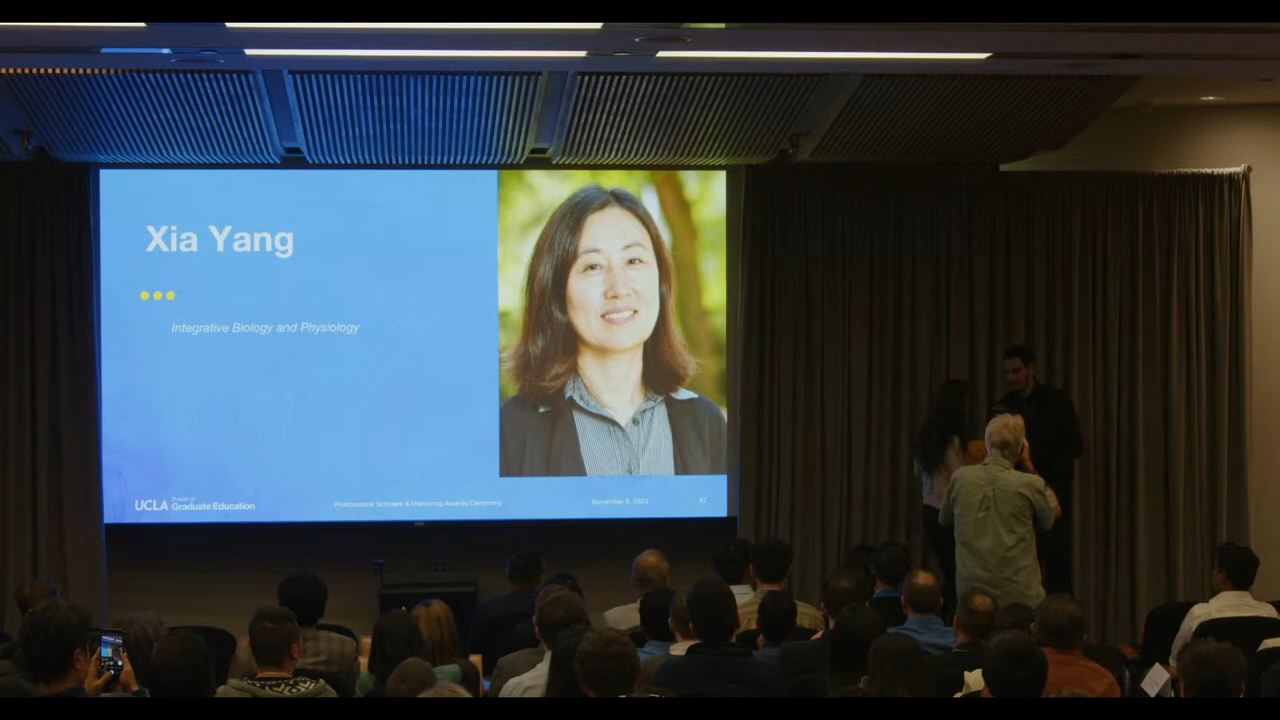 Xia Yang
Integrative Biology and Physiology
UCLA Division of Graduate Education
Postdoctoral Scholars & Mentoring Awards Ceremony
November 8, 2023
47